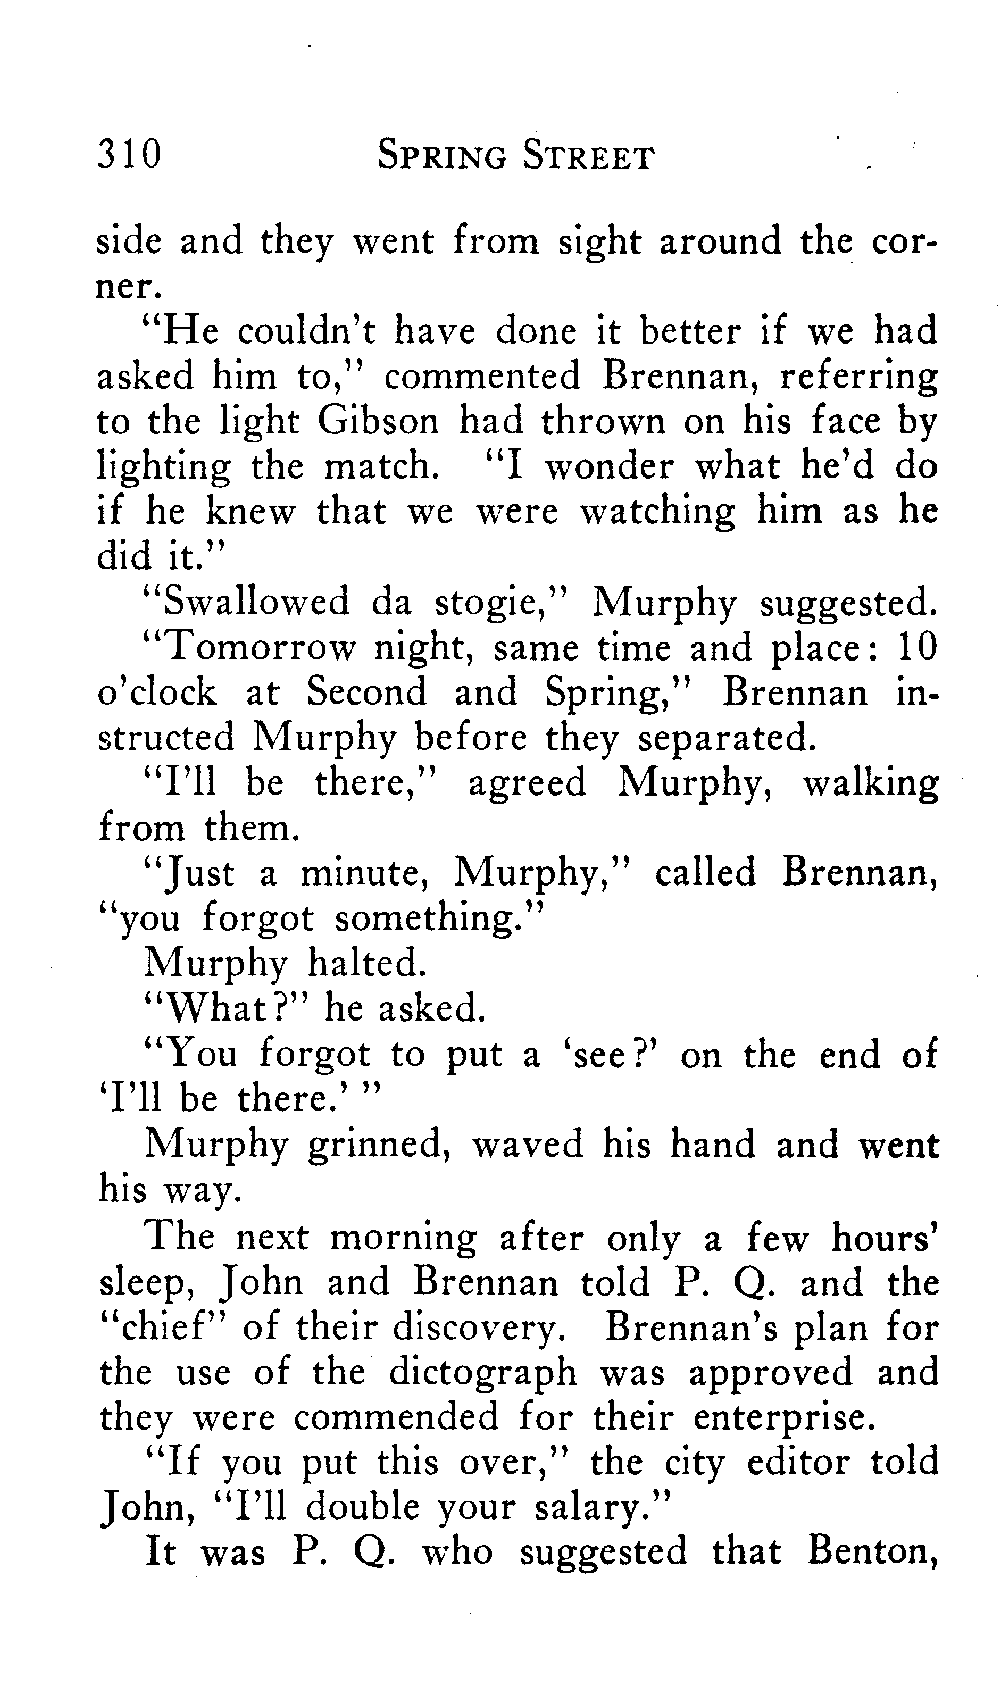 310 SPRING STREET
side and they went from sight around the cor-
ner.
“He couldn’t have done it better if we had
asked him to,” commented Brennan, referring
to the light Gibson had thrown on his face by
lighting the match. “I wonder what he’d do
if he knew that we were watching him as he
did it.”
“Swallowed da stogie,” Murphy suggested.
“Tomorrow night, same time and place: 10
o’clock at Second and Spring,” Brennan in-
structed Murphy before they separated.
“I’ll be there,” agreed Murphy, walking
from them.
“Just a minute, Murphy,” called Brennan,
“you forgot something.”
Murphy halted.
“What?” he asked.
“You forgot to put a ‘see?’ on the end of
‘I’ll be there.’ ”
Murphy grinned, waved his hand and went
his way.
The next morning after only a few hours’
sleep, John and Brennan told P. Q. and the
“chief” of their discovery. Brennan’s plan for
the use of the dictograph was approved and
they were commended for their enterprise.
“If you put this over,” the city editor told
John, “I’ll double your salary.”
It was P. Q. who suggested that Benton,